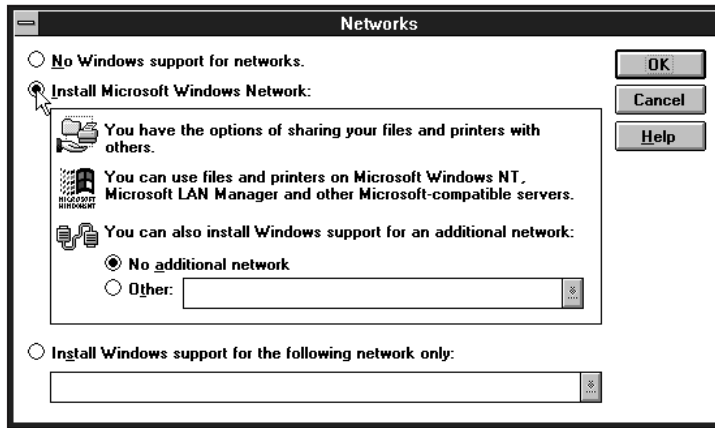 Networks
No Windows support for networks.
OK
Install Microsoft Windows Network:
Cancel
You have the options of sharing your files and printers with
others.
Help
You can use files and printers on Microsoft Windows NT,
Microsoft LAN Manager and other Microsoft-compatible servers.
MICROSOFT
WINDOWS NT
You can also install Windows support for an additional network:
No additional network
Other:
Install Windows support for the following network only: